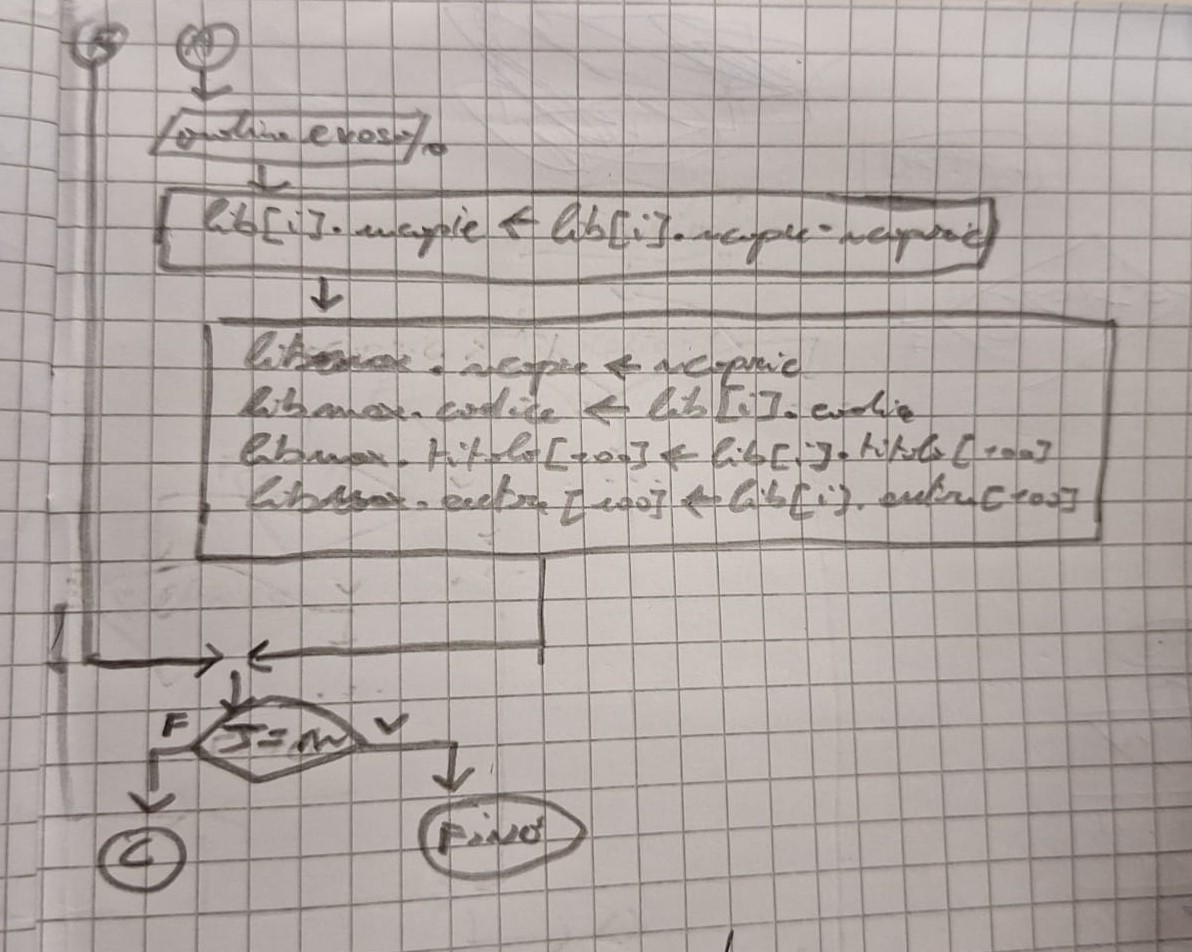 ordine evaso
lib[i].ncopie ← lib[i].ncopie - ncopric
libmax.ncopie ← ncopric
libmax.codice ← lib[i].codice
libmax.titolo[100] ← lib[i].titolo[100]
libmax.autore[100] ← lib[i].autore[100]
F J=m V
C Fine